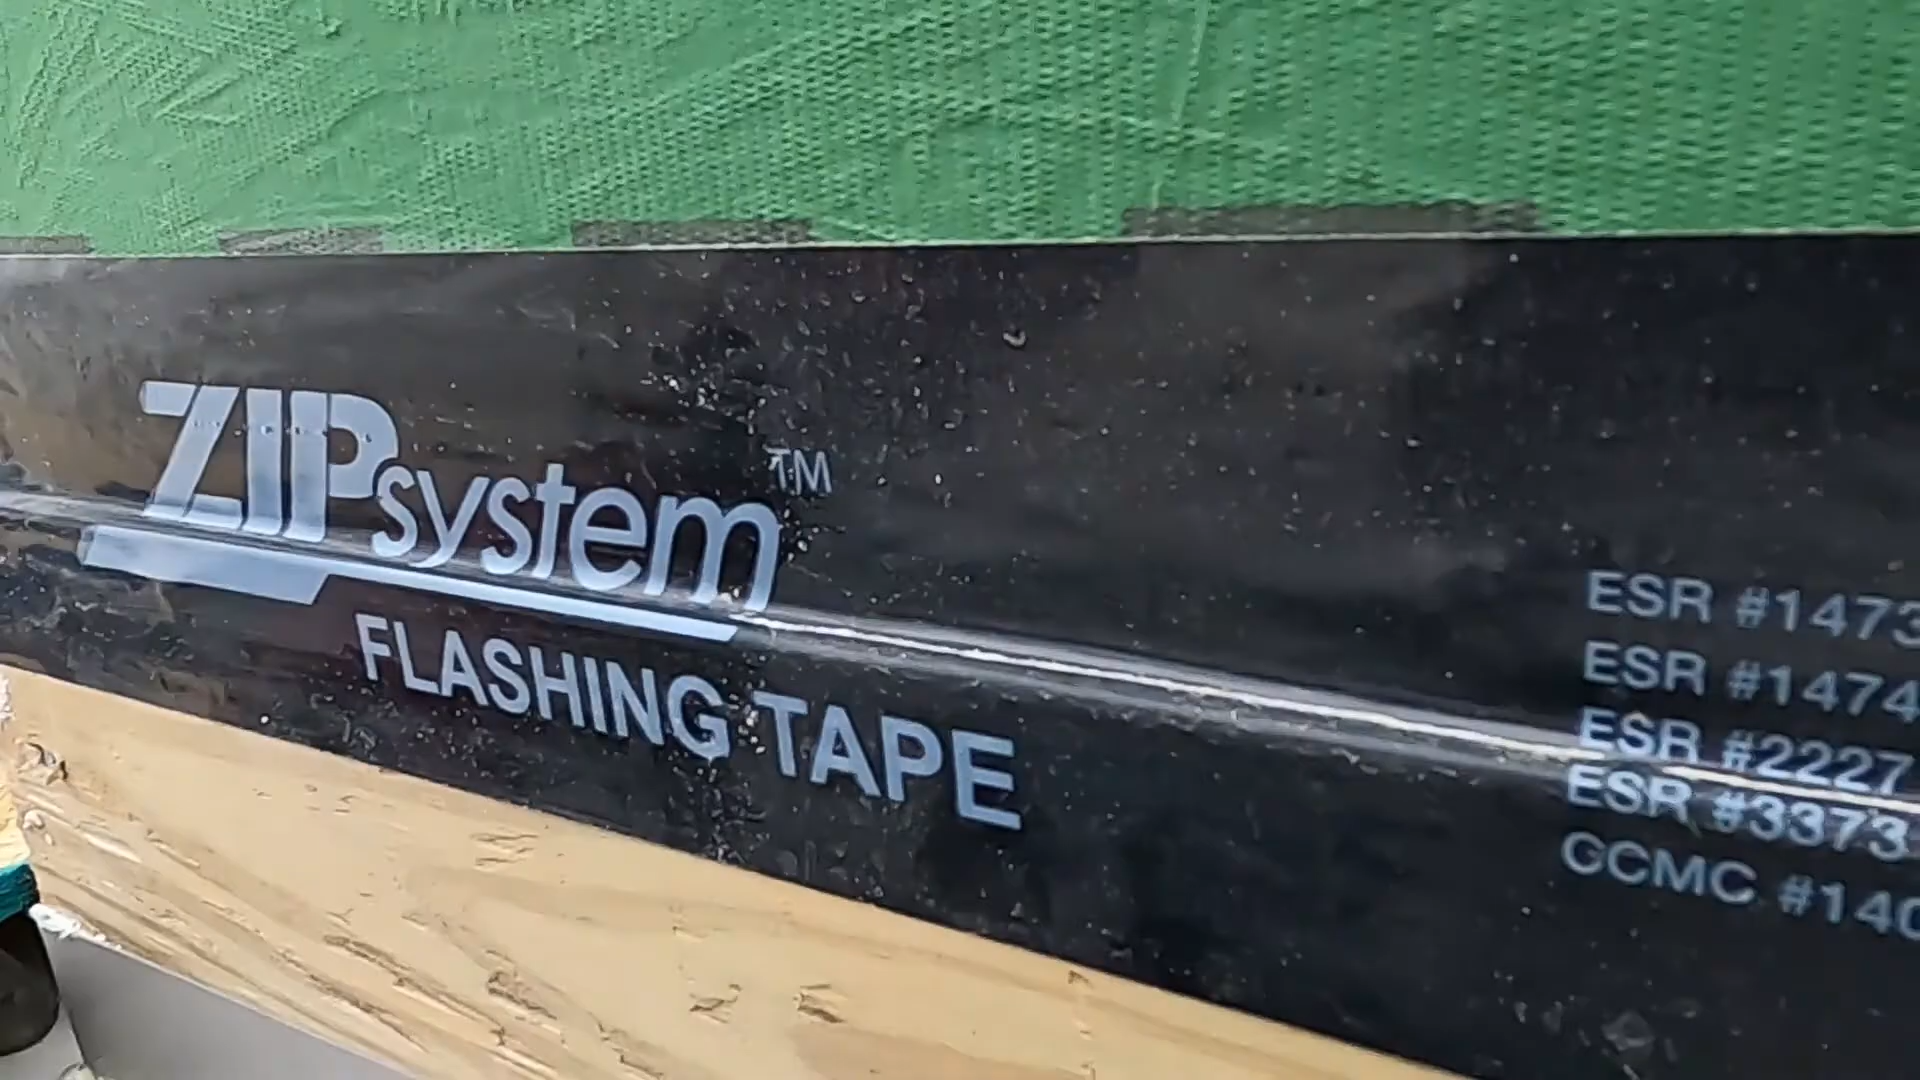 ZIPsystem™
FLASHING TAPE
ESR #1473
ESR #1474
ESR #2227
ESR #3373
CCMC #140